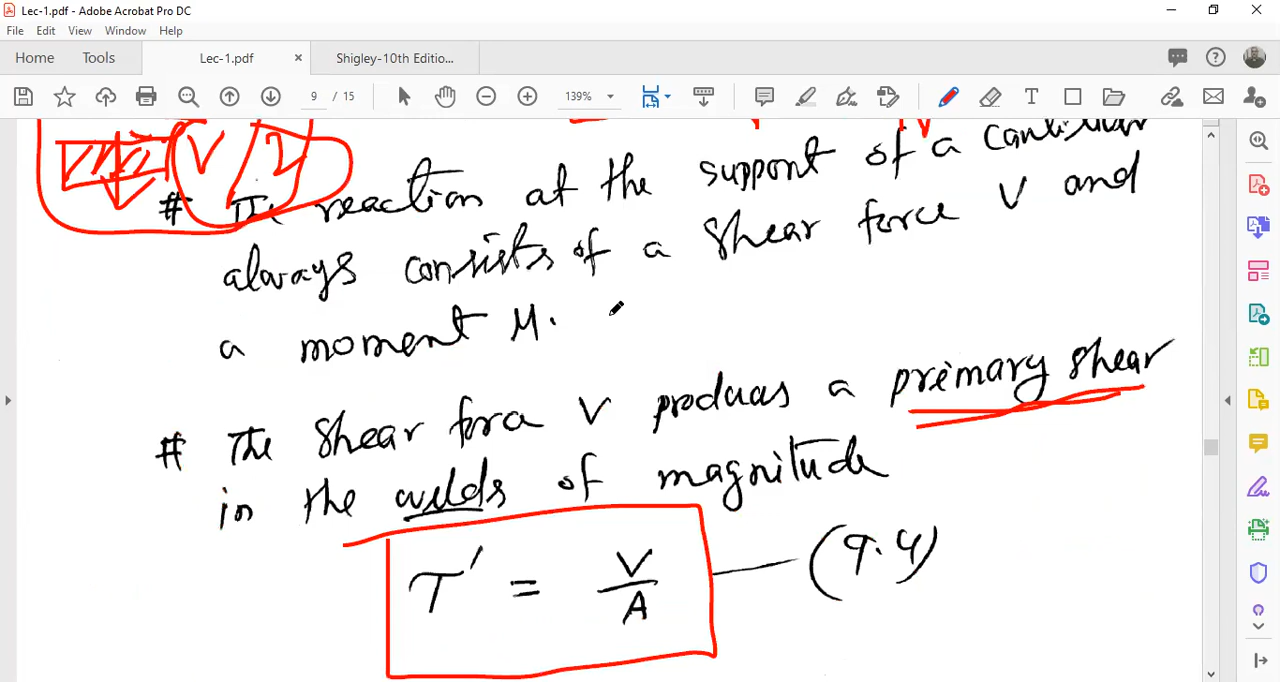 Lec-1.pdf - Adobe Acrobat Pro DC
File Edit View Window Help
Home Tools Lec-1.pdf × Shigley-10th Editio...
9 / 15 139%
V/2
# The reaction at the support of a cantilever
always consists of a shear force V and
a moment M.
# The shear force V produces a primary shear
in the welds of magnitude
τ' = V/A (9.4)